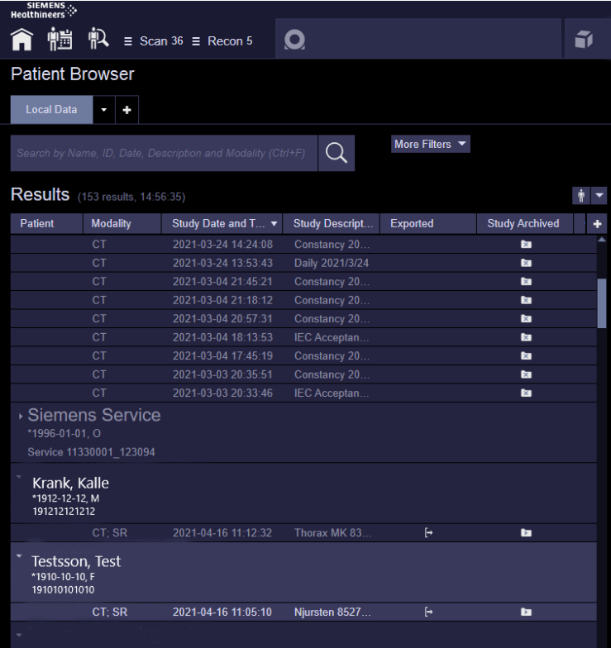 SIEMENS
Healthineers
Scan 36 Recon 5
Patient Browser
Local Data
Search by Name, ID, Date, Description and Modality (Ctrl+F)
More Filters
Results (153 results, 14:56:35)
Patient Modality Study Date and T... Study Descript... Exported Study Archived
CT 2021-03-24 14:24:08 Constancy 20...
CT 2021-03-24 13:53:43 Daily 2021/3/24
CT 2021-03-04 21:45:21 Constancy 20...
CT 2021-03-04 21:18:12 Constancy 20...
CT 2021-03-04 20:57:31 Constancy 20...
CT 2021-03-04 18:13:53 IEC Acceptan...
CT 2021-03-04 17:45:19 Constancy 20...
CT 2021-03-03 20:35:51 Constancy 20...
CT 2021-03-03 20:33:46 IEC Acceptan...
Siemens Service
*1996-01-01, O
Service 11330001_123094
Krank, Kalle
*1912-12-12, M
191212121212
CT; SR 2021-04-16 11:12:32 Thorax MK 83...
Testsson, Test
*1910-10-10, F
191010101010
CT; SR 2021-04-16 11:05:10 Njursten 8527...